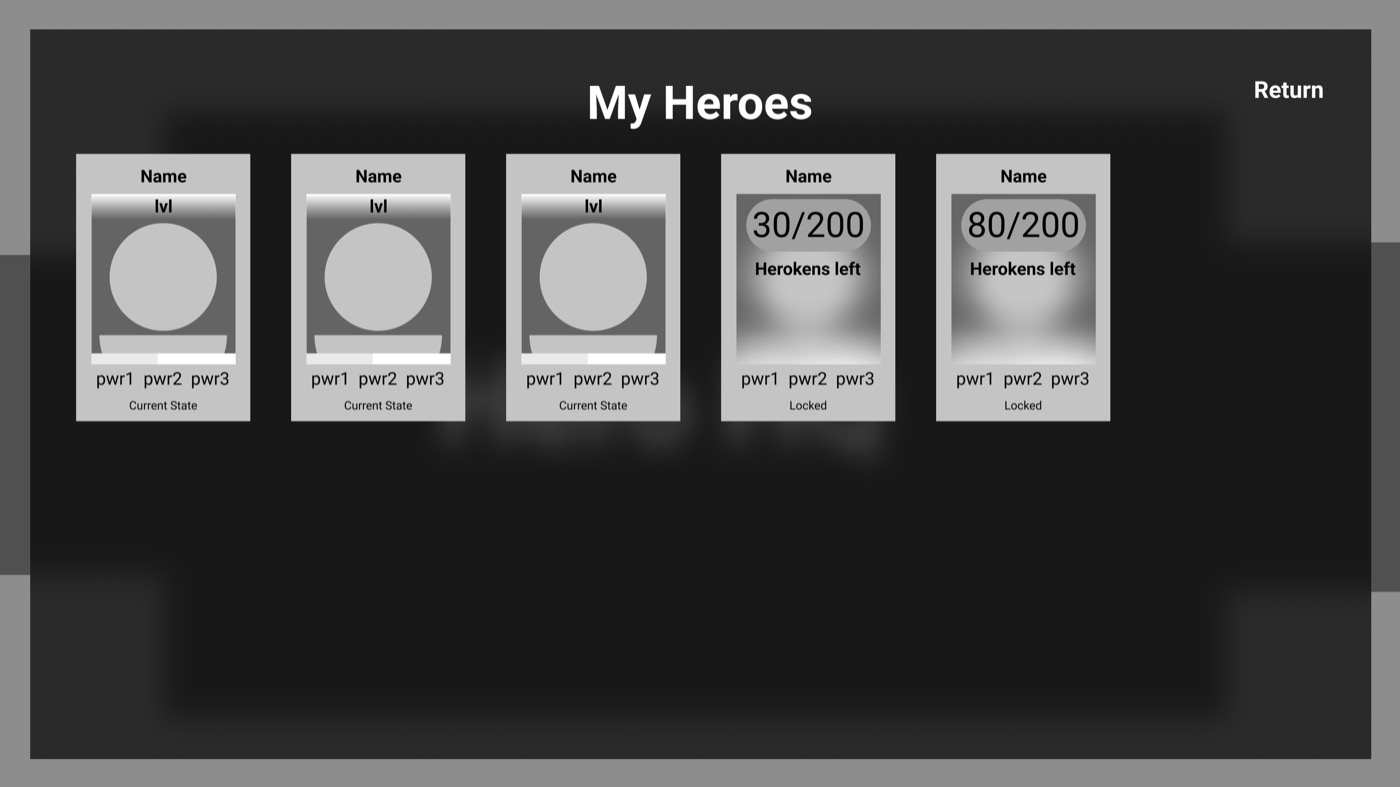 My Heroes
Return
Name
lvl
pwr1 pwr2 pwr3
Current State
Name
lvl
pwr1 pwr2 pwr3
Current State
Name
lvl
pwr1 pwr2 pwr3
Current State
Name
30/200
Herokens left
pwr1 pwr2 pwr3
Locked
Name
80/200
Herokens left
pwr1 pwr2 pwr3
Locked